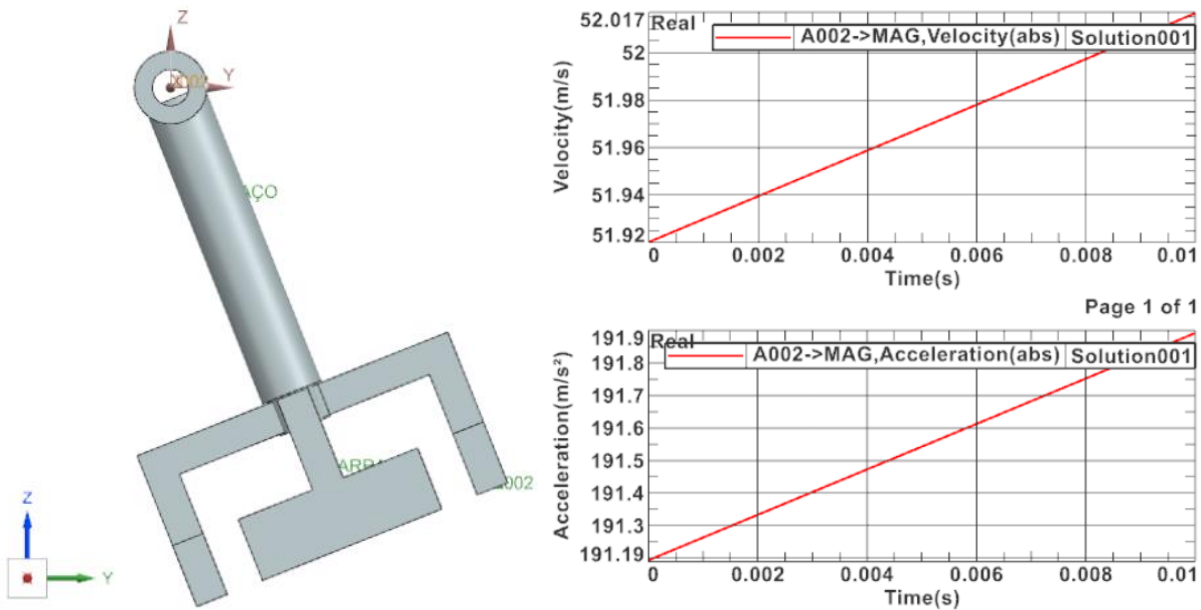 Z
Y
AÇO
ARRA
002
Z
Y
52.017
52
51.98
51.96
51.94
51.92
Velocity(m/s)
Real
A002->MAG,Velocity(abs) Solution001
0 0.002 0.004 0.006 0.008 0.01
Time(s)
Page 1 of 1
191.9
191.8
191.7
191.6
191.5
191.4
191.3
191.19
Acceleration(m/s²)
Real
A002->MAG,Acceleration(abs) Solution001
0 0.002 0.004 0.006 0.008 0.01
Time(s)